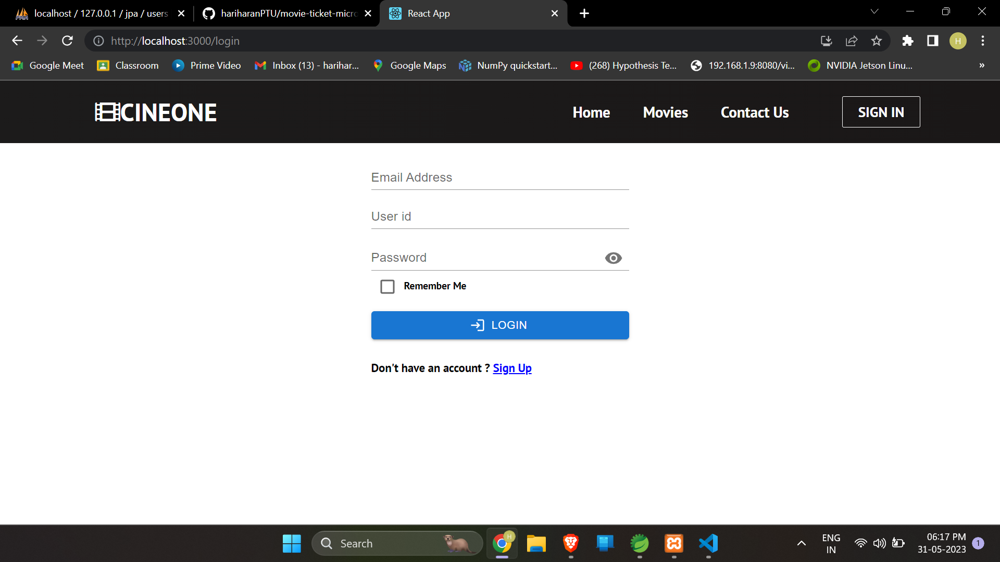 localhost / 127.0.0.1 / jpa / users
hariharanPTU/movie-ticket-micro
React App
http://localhost:3000/login
H
Google Meet
Classroom
Prime Video
Inbox (13) - harihar...
Google Maps
NumPy quickstart...
(268) Hypothesis Te...
192.168.1.9:8080/vi...
NVIDIA Jetson Linu...
»
CINEONE
Home
Movies
Contact Us
SIGN IN
Email Address
User id
Password
Remember Me
LOGIN
Don't have an account ? Sign Up
Search
H
ENG
IN
06:17 PM
31-05-2023
1